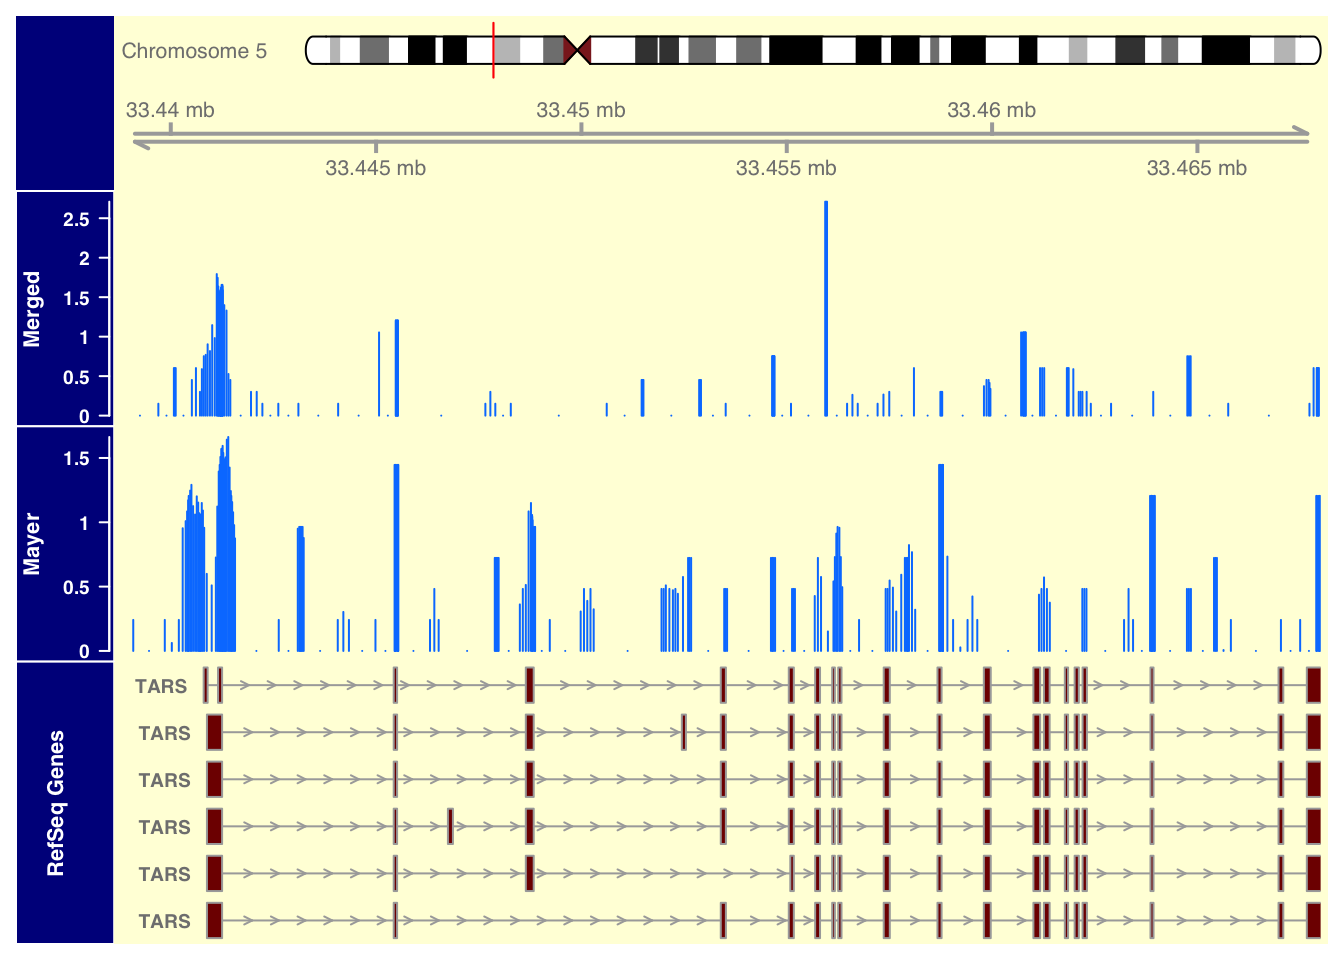 Chromosome 5
33.44 mb
33.45 mb
33.46 mb
33.445 mb
33.455 mb
33.465 mb
Merged
2.5
2
1.5
1
0.5
0
Mayer
1.5
1
0.5
0
RefSeq Genes
TARS
TARS
TARS
TARS
TARS
TARS